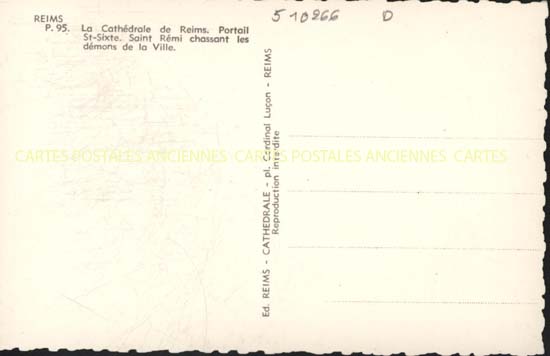 REIMS
P. 95. La Cathédrale de Reims. Portail
St-Sixte. Saint Rémi chassant les
démons de la Ville.
510266 D
CARTES POSTALES ANCIENNES CARTES POSTALES ANCIENNES CARTES
Ed. REIMS - CATHEDRALE - pl. Cardinal Luçon - REIMS
Reproduction interdite